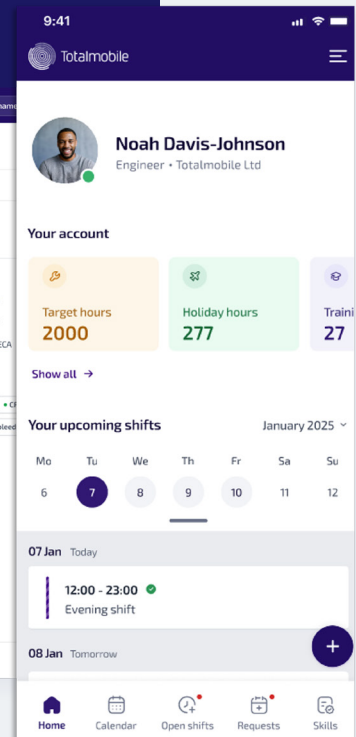 9:41
Totalmobile
Noah Davis-Johnson
Engineer • Totalmobile Ltd
Your account
Target hours
2000
Holiday hours
277
Traini
27
Show all →
Your upcoming shifts
January 2025
Mo Tu We Th Fr Sa Su
6 7 8 9 10 11 12
07 Jan Today
12:00 - 23:00
Evening shift
08 Jan Tomorrow
+
Home Calendar Open shifts Requests Skills
ECA